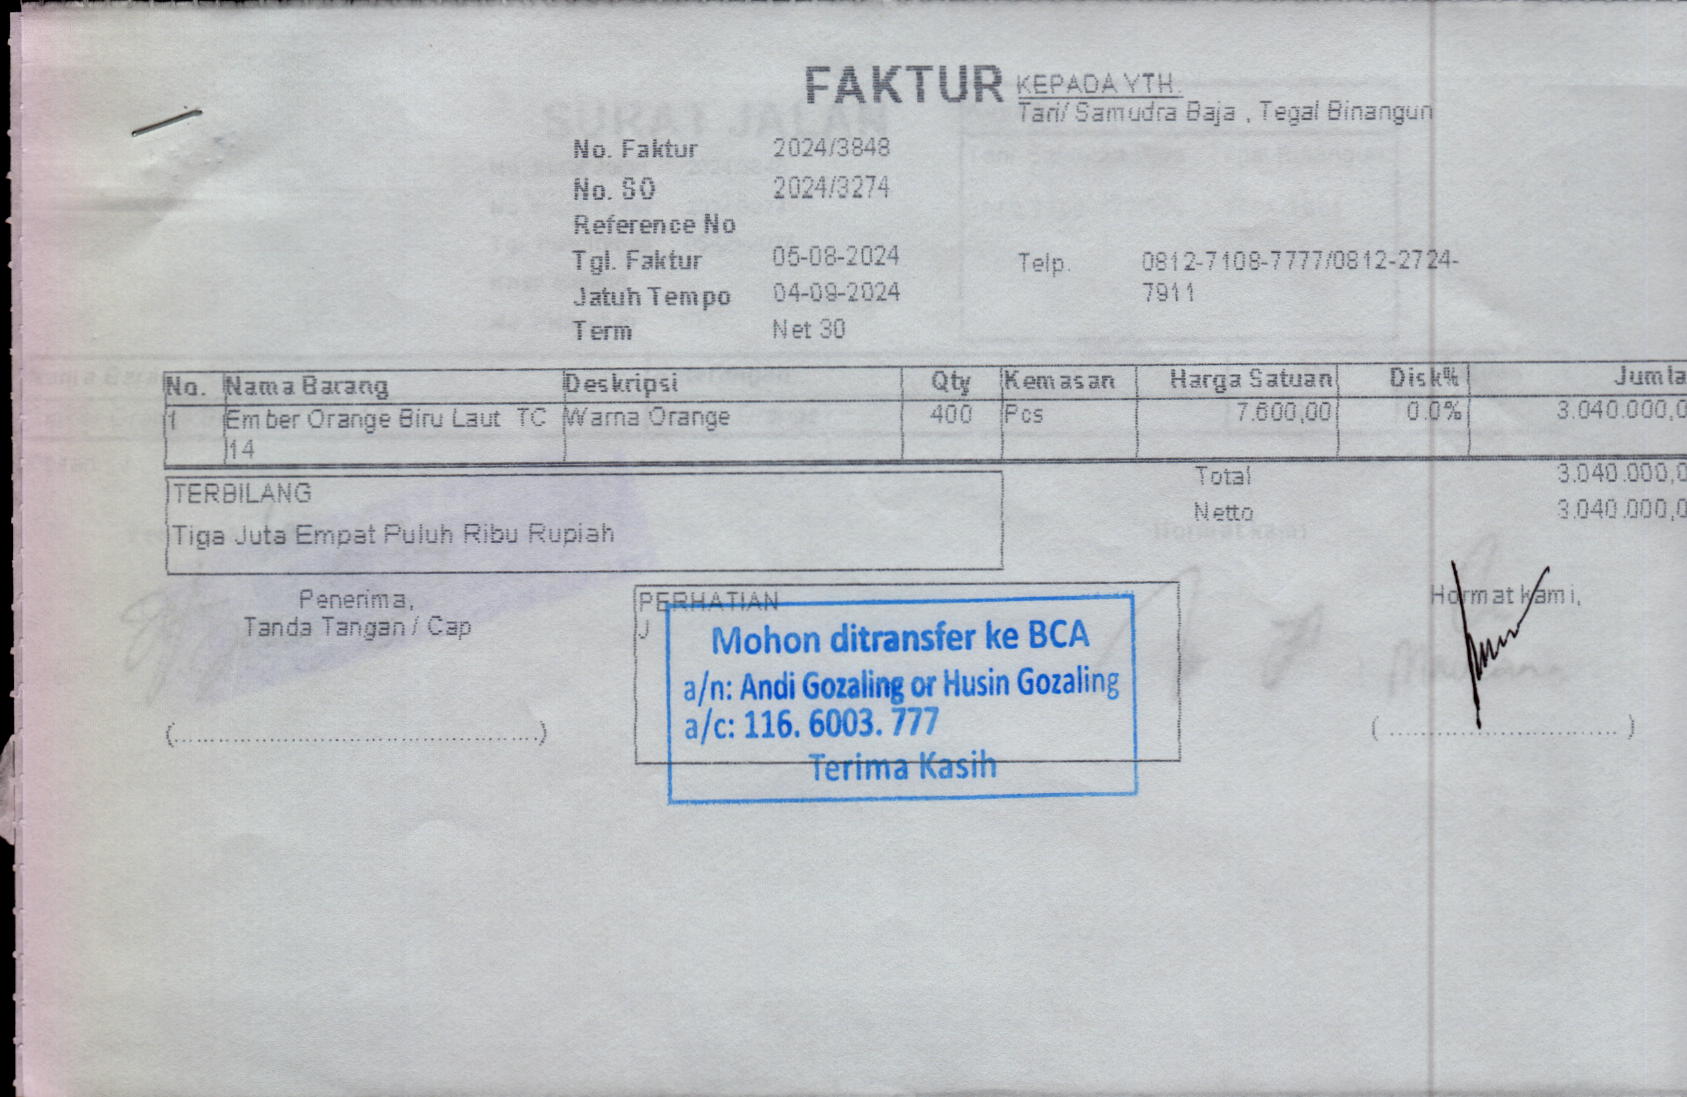 FAKTUR
KEPADA YTH.
Tari/ Samudra Baja , Tegal Binangun
No. Faktur 2024/3848
No. SO 2024/3274
Reference No
Tgl. Faktur 05-08-2024
Telp. 0812-7108-7777/0812-2724-
7911
Jatuh Tempo 04-09-2024
Term Net 30
No. Nama Barang Deskripsi Qty Kemasan Harga Satuan Disk% Jumla
1 Ember Orange Biru Laut TC Warna Orange 400 Pcs 7.600,00 0.0% 3.040.000,0
14
Total 3.040.000,0
Netto 3.040.000,0
TERBILANG
Tiga Juta Empat Puluh Ribu Rupiah
Penerima,
Tanda Tangan / Cap
(..............................................)
PERHATIAN
J
Mohon ditransfer ke BCA
a/n: Andi Gozaling or Husin Gozaling
a/c: 116. 6003. 777
Terima Kasih
Hormat kami,
( ............................. )